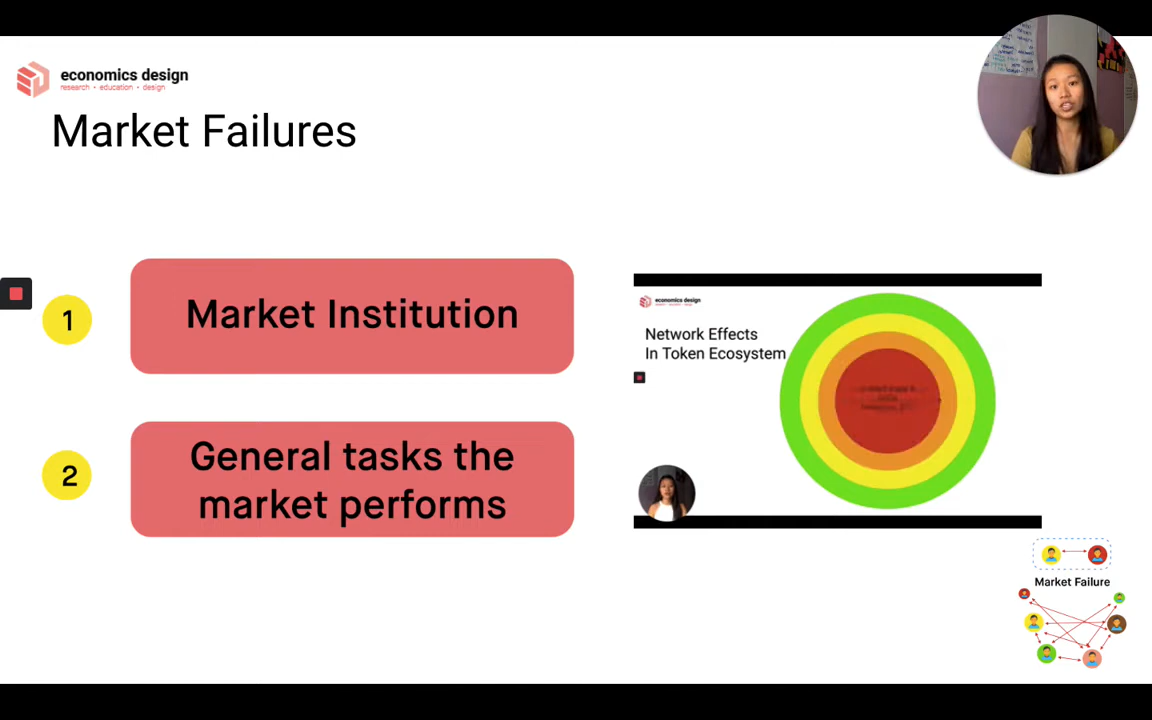 economics design
research • education • design
Market Failures
1
Market Institution
2
General tasks the
market performs
economics design
Network Effects
In Token Ecosystem
Market Failure